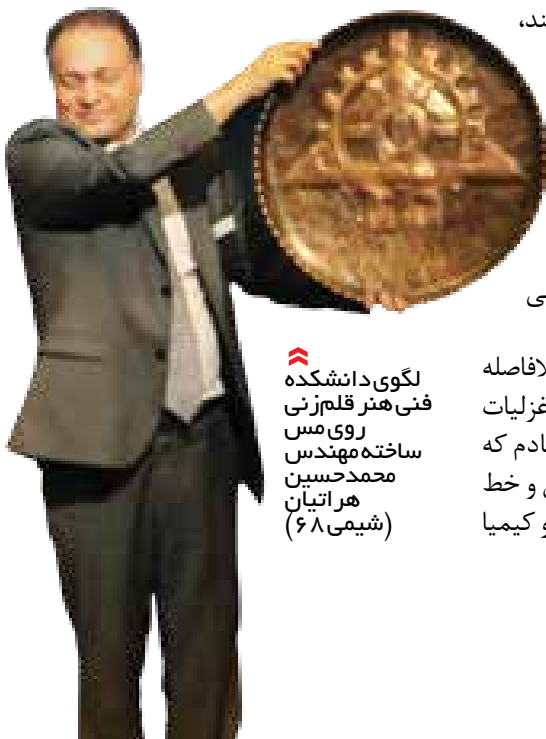 ند،
ی
لافاصله
غزلیات
ادم که
و خط
و کیمیا
لگوی دانشکده
فنی هنر قلم‌زنی
روی مس
ساخته مهندس
محمدحسین
هراتیان
(شیمی ۶۸)